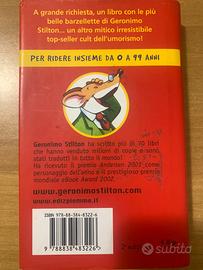 A grande richiesta, un libro con le più
belle barzellette di Geronimo
Stilton... un altro mitico irresistibile
top-seller cult dell'umorismo!
PER RIDERE INSIEME DA 0 A 99 ANNI
Geronimo Stilton ha scritto più di 70 libri
che hanno venduto milioni di copie e sono
stati tradotti in tutto il mondo!
Ha ricevuto il premio Andersen 2001 come
personaggio dell'anno e il prestigioso premio
mondiale eBook Award 2002.
www.geronimostilton.com
www.edizpiemme.it
ISBN 978-88-384-8322-6
9 788838 483226
subito